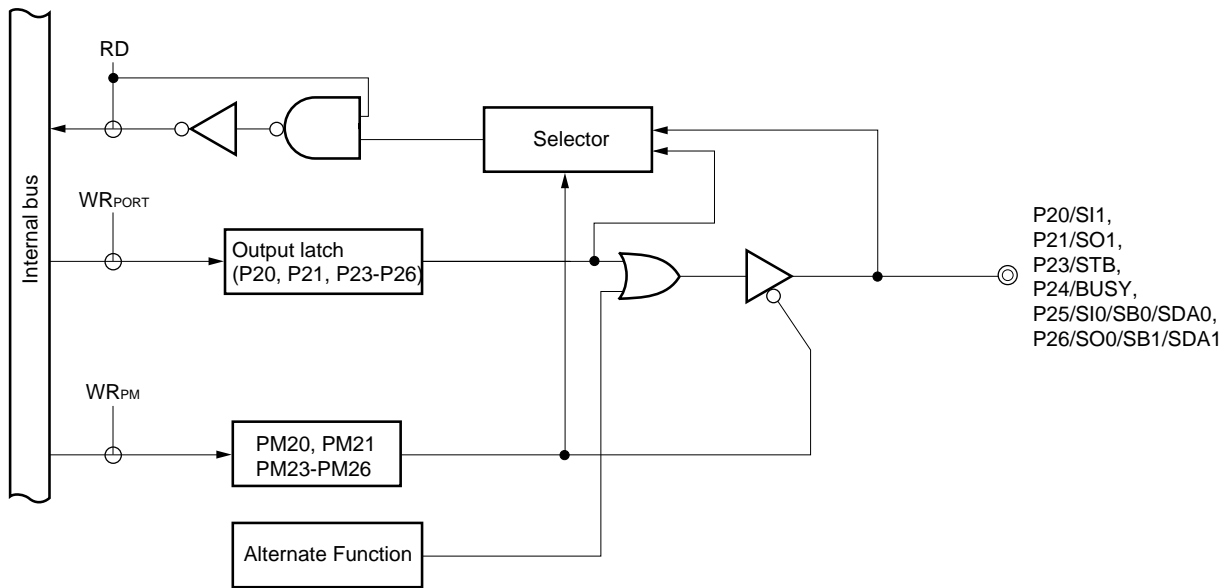 RD
Selector
Internal bus
WRPORT
Output latch
(P20, P21, P23-P26)
P20/SI1,
P21/SO1,
P23/STB,
P24/BUSY,
P25/SI0/SB0/SDA0,
P26/SO0/SB1/SDA1
WRPM
PM20, PM21
PM23-PM26
Alternate Function